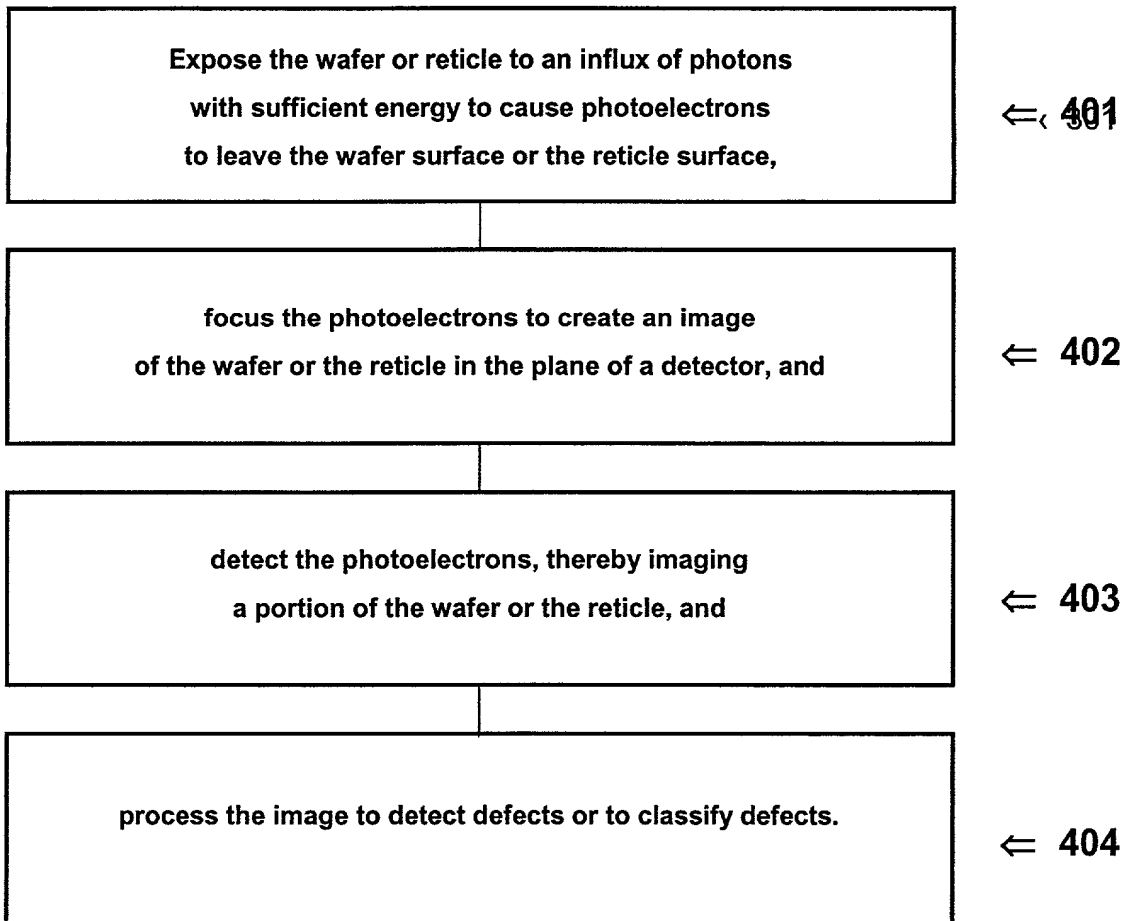 Expose the wafer or reticle to an influx of photons
with sufficient energy to cause photoelectrons
to leave the wafer surface or the reticle surface,
⇐ 401
focus the photoelectrons to create an image
of the wafer or the reticle in the plane of a detector, and
⇐ 402
detect the photoelectrons, thereby imaging
a portion of the wafer or the reticle, and
⇐ 403
process the image to detect defects or to classify defects.
⇐ 404